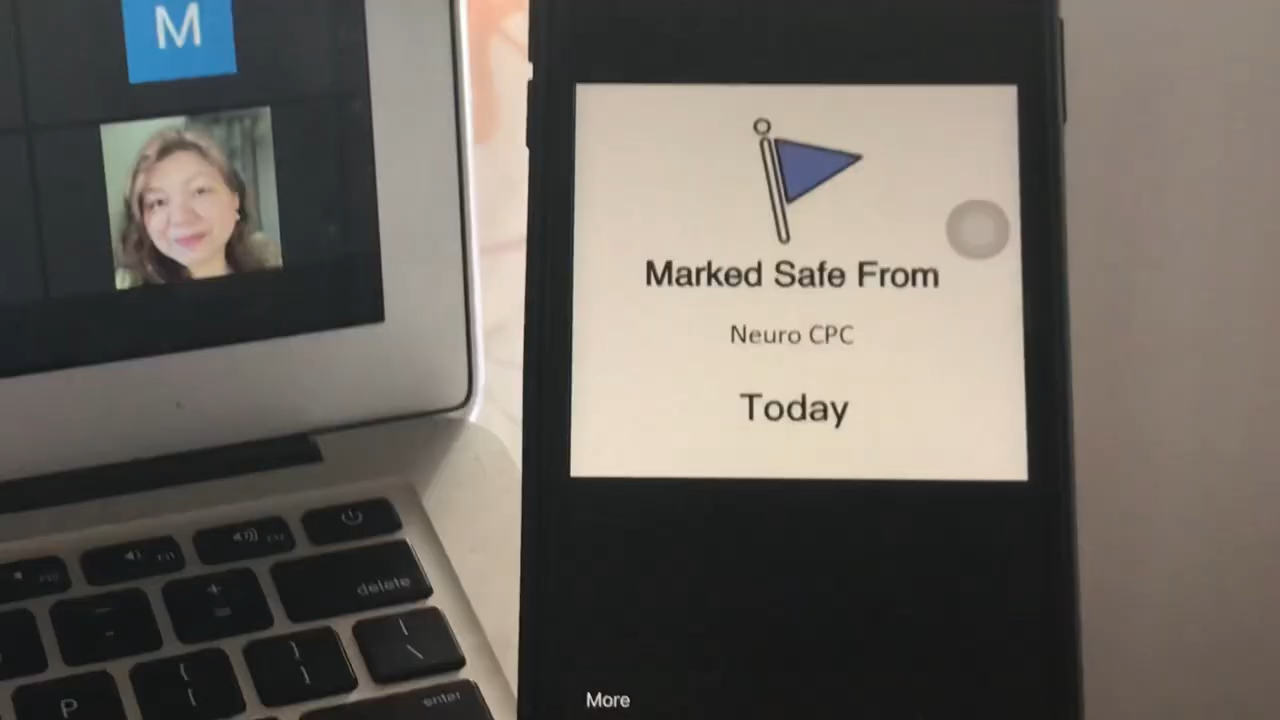 M
Marked Safe From
Neuro CPC
Today
More
delete
enter
P